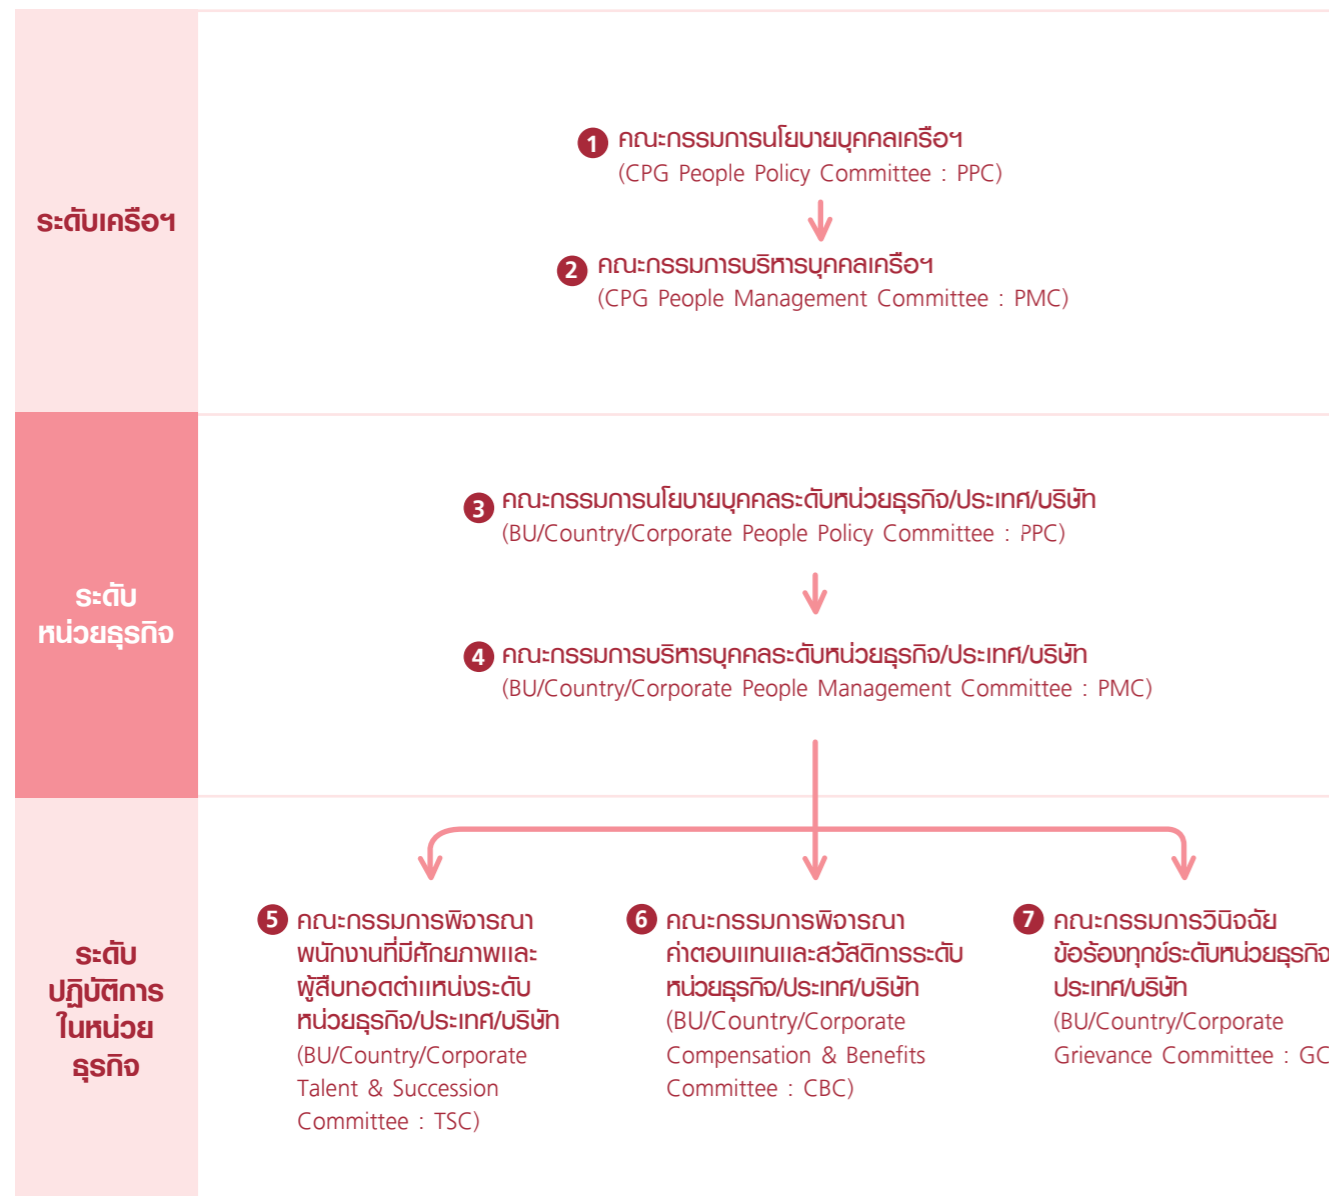 ระดับเครือฯ
1 คณะกรรมการนโยบายบุคคลเครือฯ
(CPG People Policy Committee : PPC)
2 คณะกรรมการบริหารบุคคลเครือฯ
(CPG People Management Committee : PMC)
ระดับ
หน่วยธุรกิจ
3 คณะกรรมการนโยบายบุคคลระดับหน่วยธุรกิจ/ประเทศ/บริษัท
(BU/Country/Corporate People Policy Committee : PPC)
4 คณะกรรมการบริหารบุคคลระดับหน่วยธุรกิจ/ประเทศ/บริษัท
(BU/Country/Corporate People Management Committee : PMC)
ระดับ
ปฏิบัติการ
ในหน่วย
ธุรกิจ
5 คณะกรรมการพิจารณา
พนักงานที่มีศักยภาพและ
ผู้สืบทอดตำแหน่งระดับ
หน่วยธุรกิจ/ประเทศ/บริษัท
(BU/Country/Corporate
Talent & Succession
Committee : TSC)
6 คณะกรรมการพิจารณา
ค่าตอบแทนและสวัสดิการระดับ
หน่วยธุรกิจ/ประเทศ/บริษัท
(BU/Country/Corporate
Compensation & Benefits
Committee : CBC)
7 คณะกรรมการวินิจฉัย
ข้อร้องทุกข์ระดับหน่วยธุรกิจ
ประเทศ/บริษัท
(BU/Country/Corporate
Grievance Committee : GC